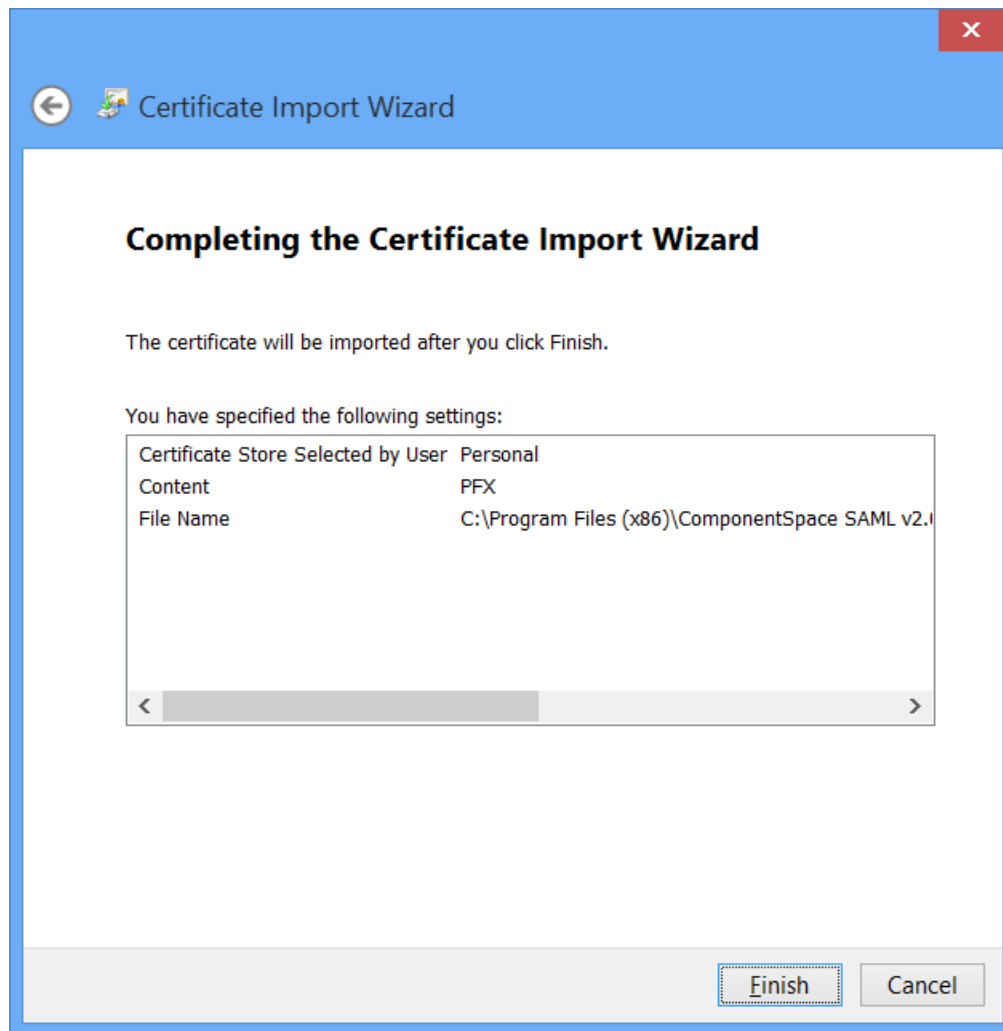 Certificate Import Wizard
Completing the Certificate Import Wizard
The certificate will be imported after you click Finish.
You have specified the following settings:
Certificate Store Selected by User Personal
Content PFX
File Name C:\Program Files (x86)\ComponentSpace SAML v2.
Finish Cancel